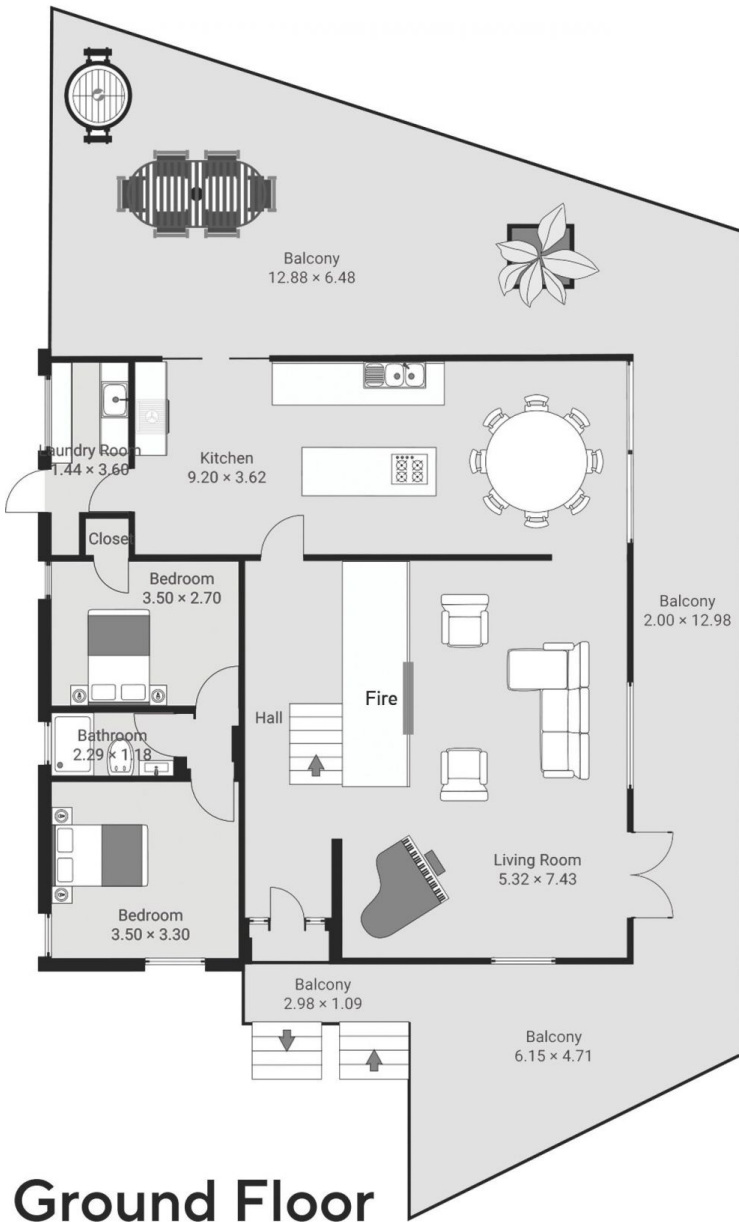 Balcony
12.88 × 6.48
Laundry Room
1.44 × 3.60
Kitchen
9.20 × 3.62
Closet
Bedroom
3.50 × 2.70
Balcony
2.00 × 12.98
Fire
Hall
Bathroom
2.29 × 1.18
Living Room
5.32 × 7.43
Bedroom
3.50 × 3.30
Balcony
2.98 × 1.09
Balcony
6.15 × 4.71
Ground Floor